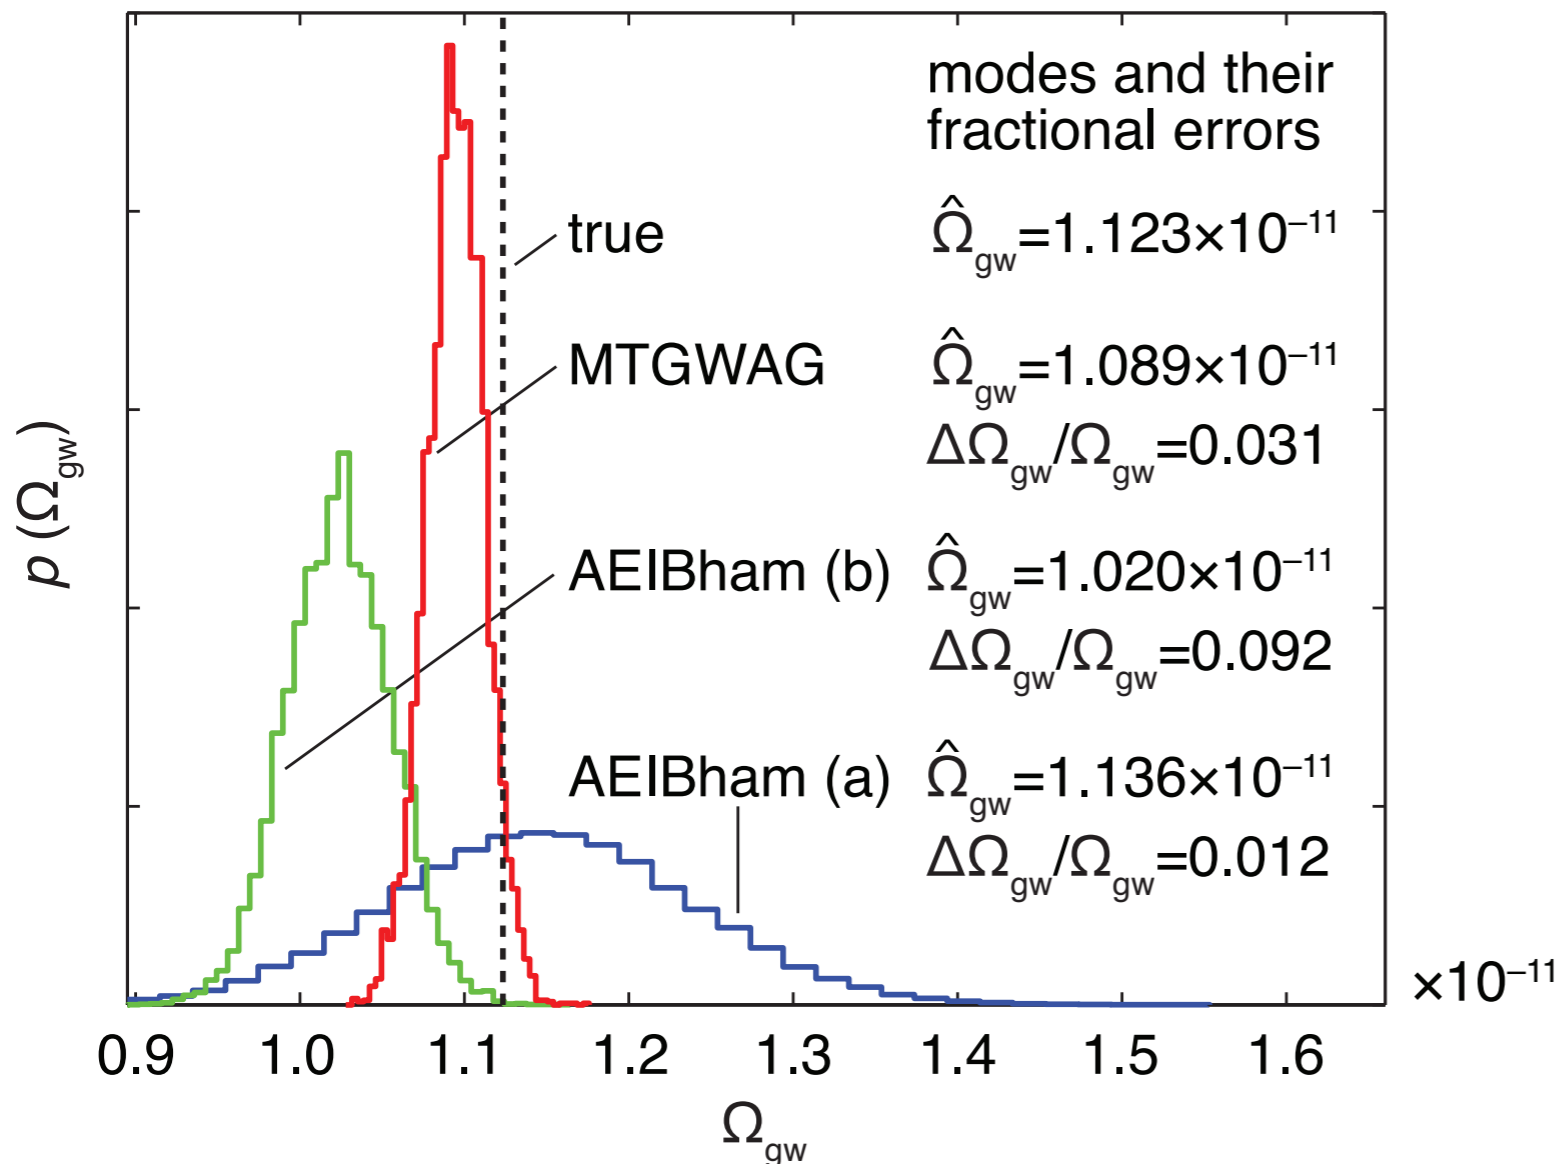 modes and their
fractional errors
true Ω̂gw=1.123×10⁻¹¹
MTGWAG Ω̂gw=1.089×10⁻¹¹
ΔΩgw/Ωgw=0.031
AEIBham (b) Ω̂gw=1.020×10⁻¹¹
ΔΩgw/Ωgw=0.092
AEIBham (a) Ω̂gw=1.136×10⁻¹¹
ΔΩgw/Ωgw=0.012
p (Ωgw)
×10⁻¹¹
0.9 1.0 1.1 1.2 1.3 1.4 1.5 1.6
Ωgw